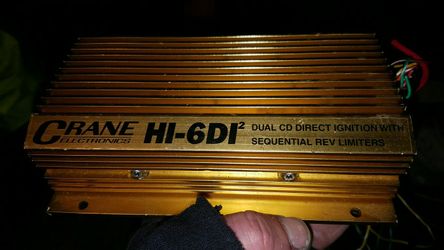 CRANE
ELECTRONICS
HI-6DI²
DUAL CD DIRECT IGNITION WITH
SEQUENTIAL REV LIMITERS